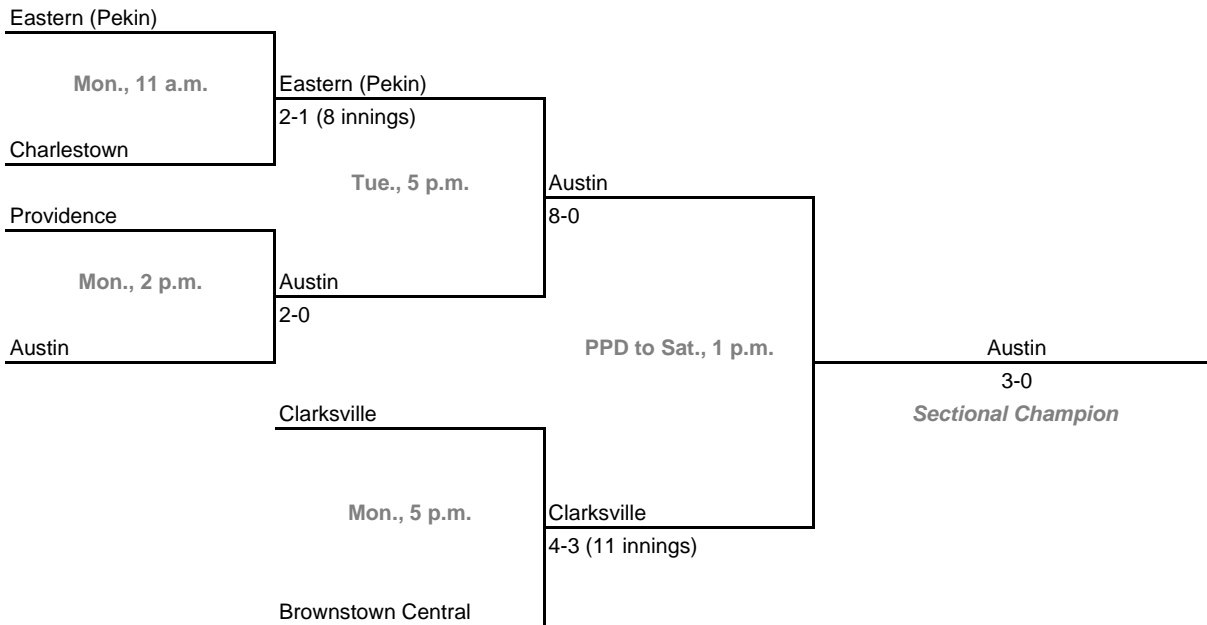 Eastern (Pekin)
Mon., 11 a.m.
Eastern (Pekin)
2-1 (8 innings)
Charlestown
Tue., 5 p.m.
Austin
Providence
8-0
Mon., 2 p.m.
Austin
2-0
Austin
PPD to Sat., 1 p.m.
Austin
3-0
Clarksville
Sectional Champion
Mon., 5 p.m.
Clarksville
4-3 (11 innings)
Brownstown Central